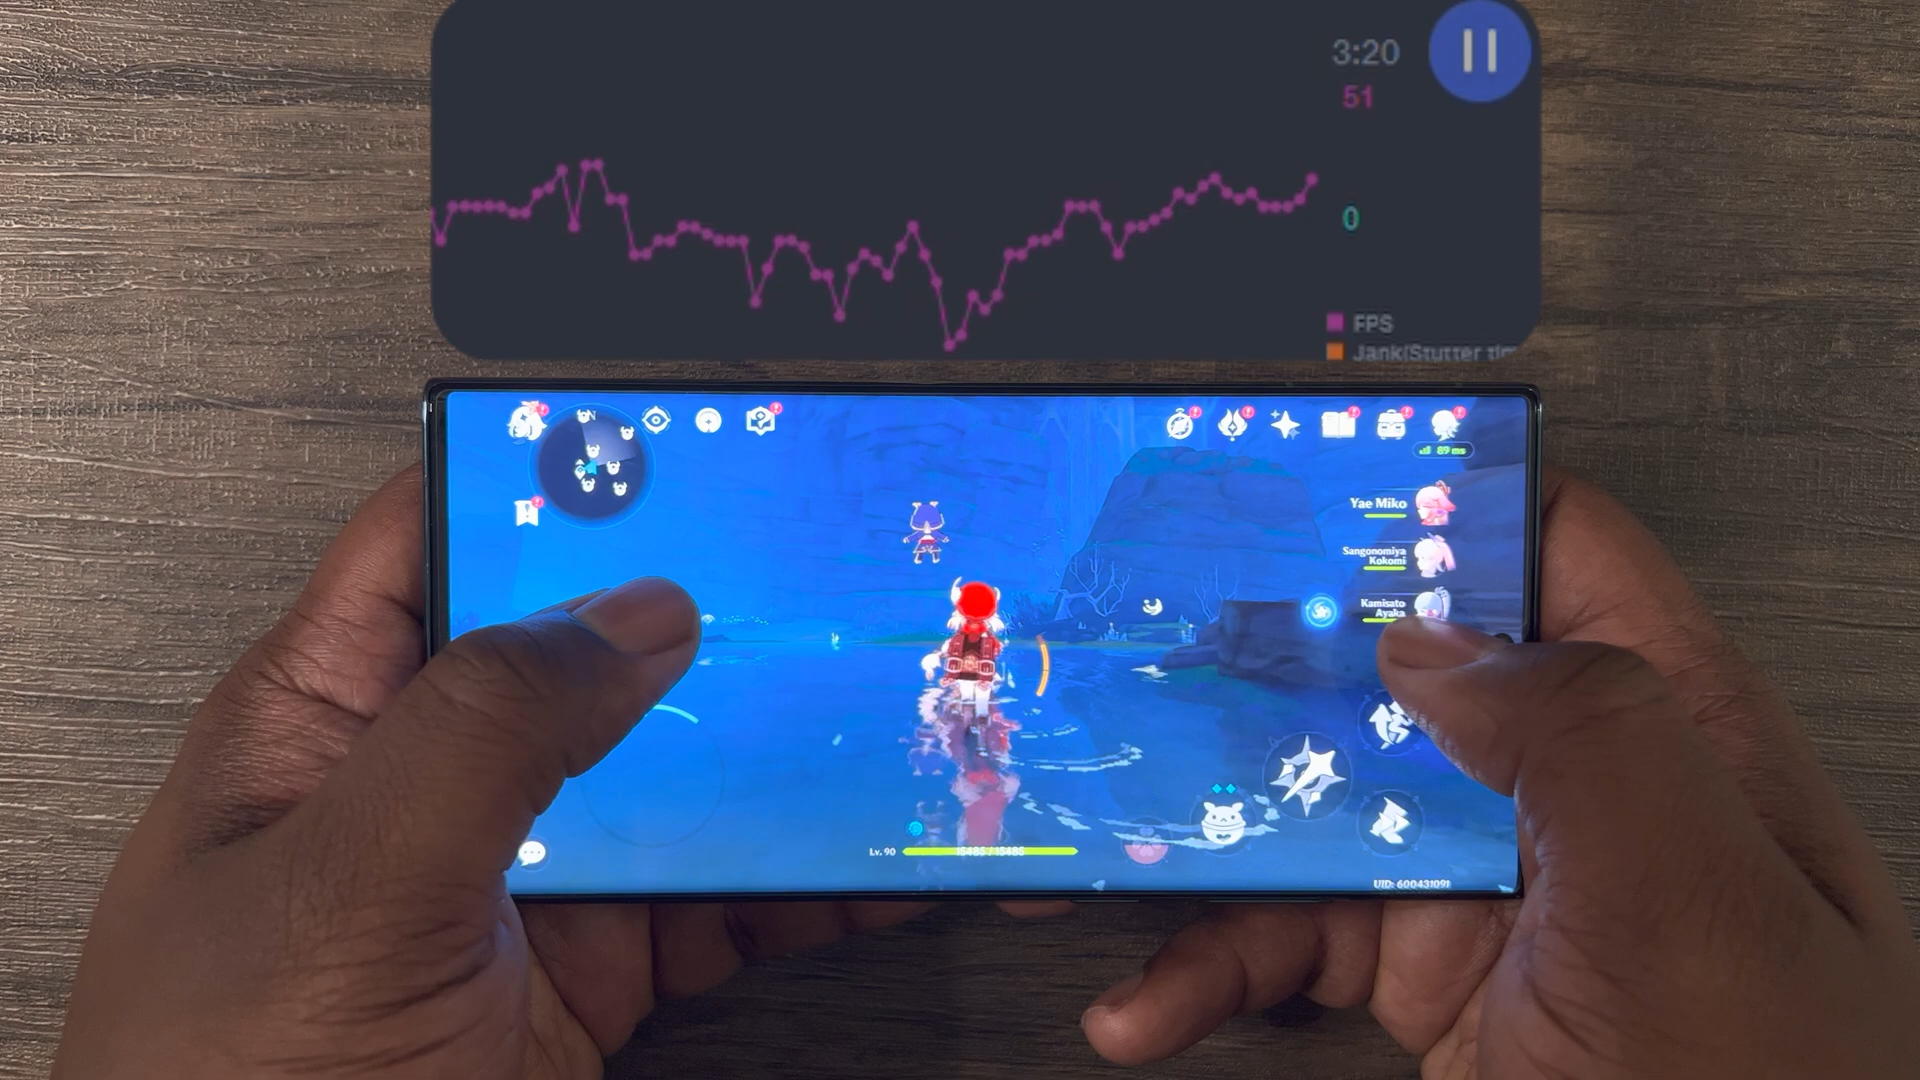 3:20
51
0
FPS
Jank(Stutter
N
89 ms
Yae Miko
Sangonomiya
Kokomi
Kamisato
Ayaka
Lv. 90
15485 / 15485
UID: 600431091